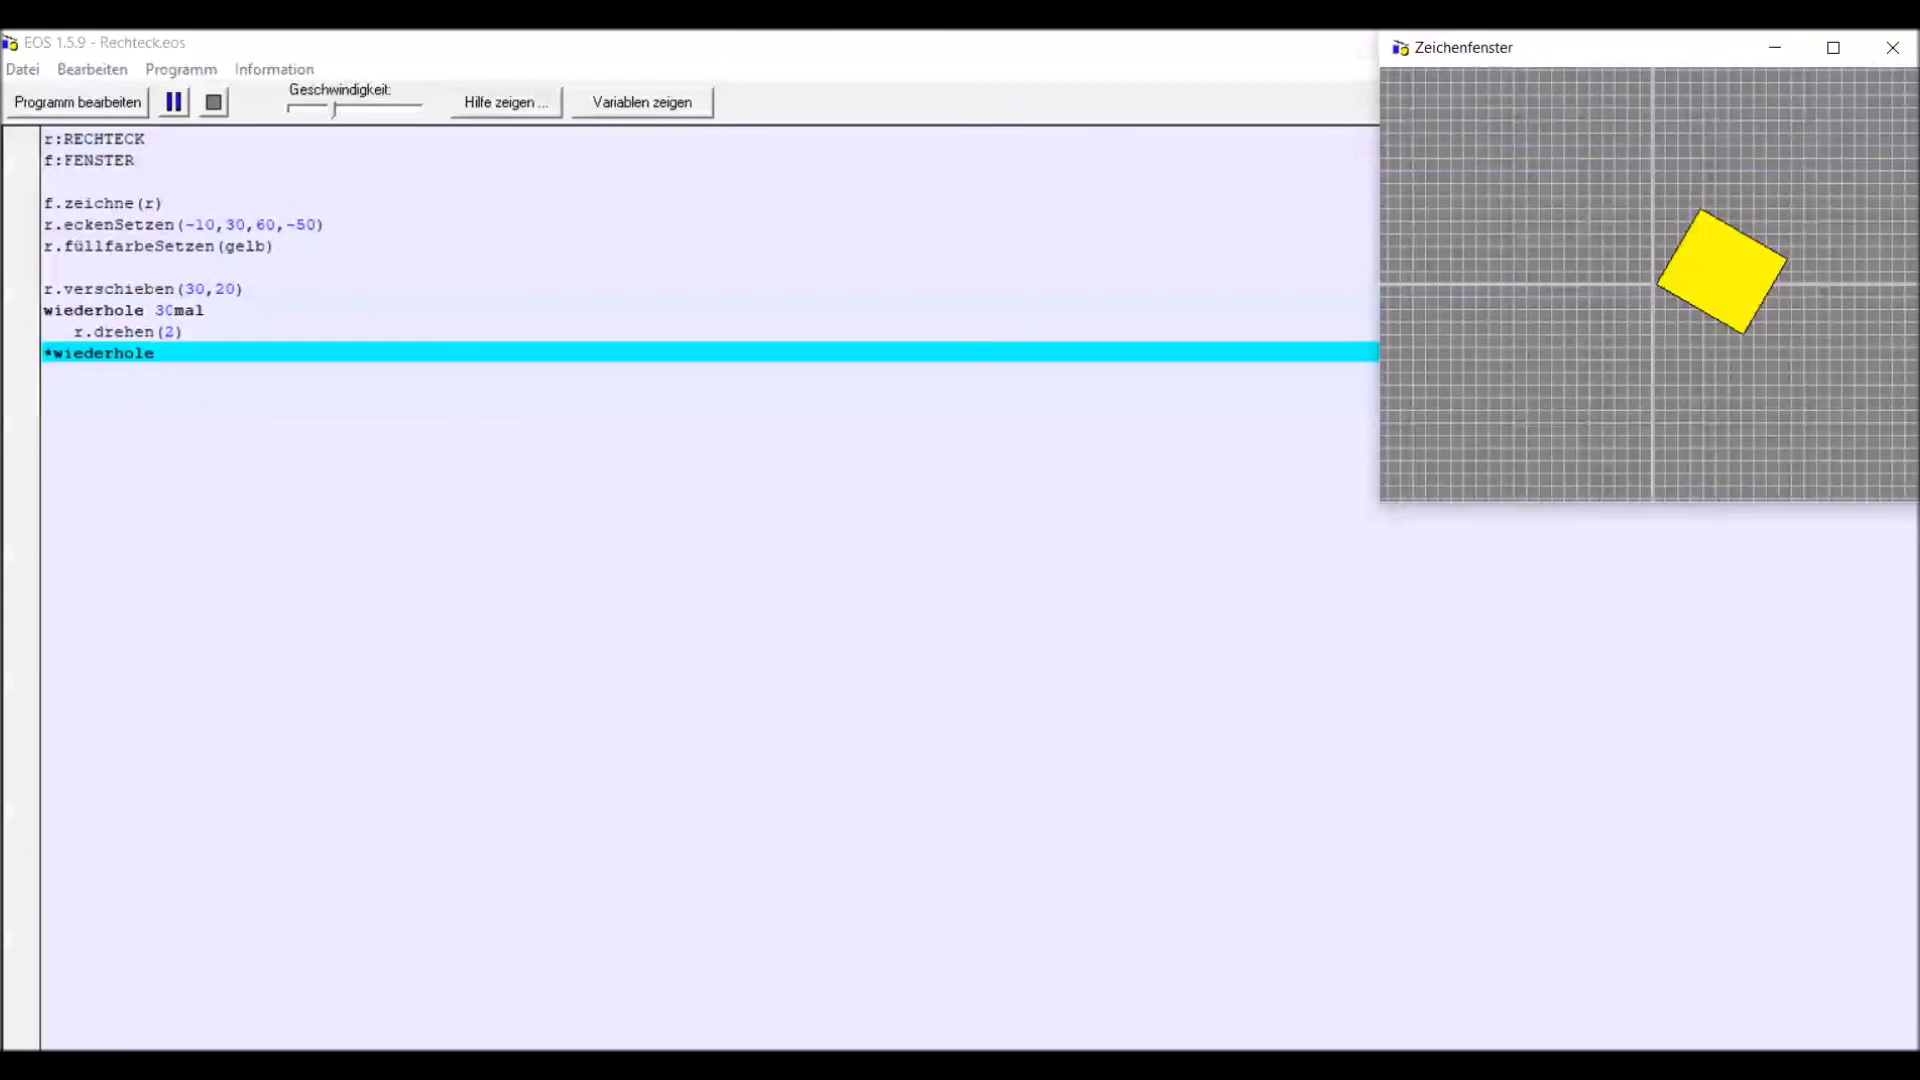 EOS 1.5.9 - Rechteck.eos
Datei Bearbeiten Programm Information
Programm bearbeiten
Geschwindigkeit:
Hilfe zeigen ...
Variablen zeigen
r:RECHTECK
f:FENSTER
f.zeichne(r)
r.eckenSetzen(-10,30,60,-50)
r.füllfarbeSetzen(gelb)
r.verschieben(30,20)
wiederhole 30mal
r.drehen(2)
*wiederhole
Zeichenfenster